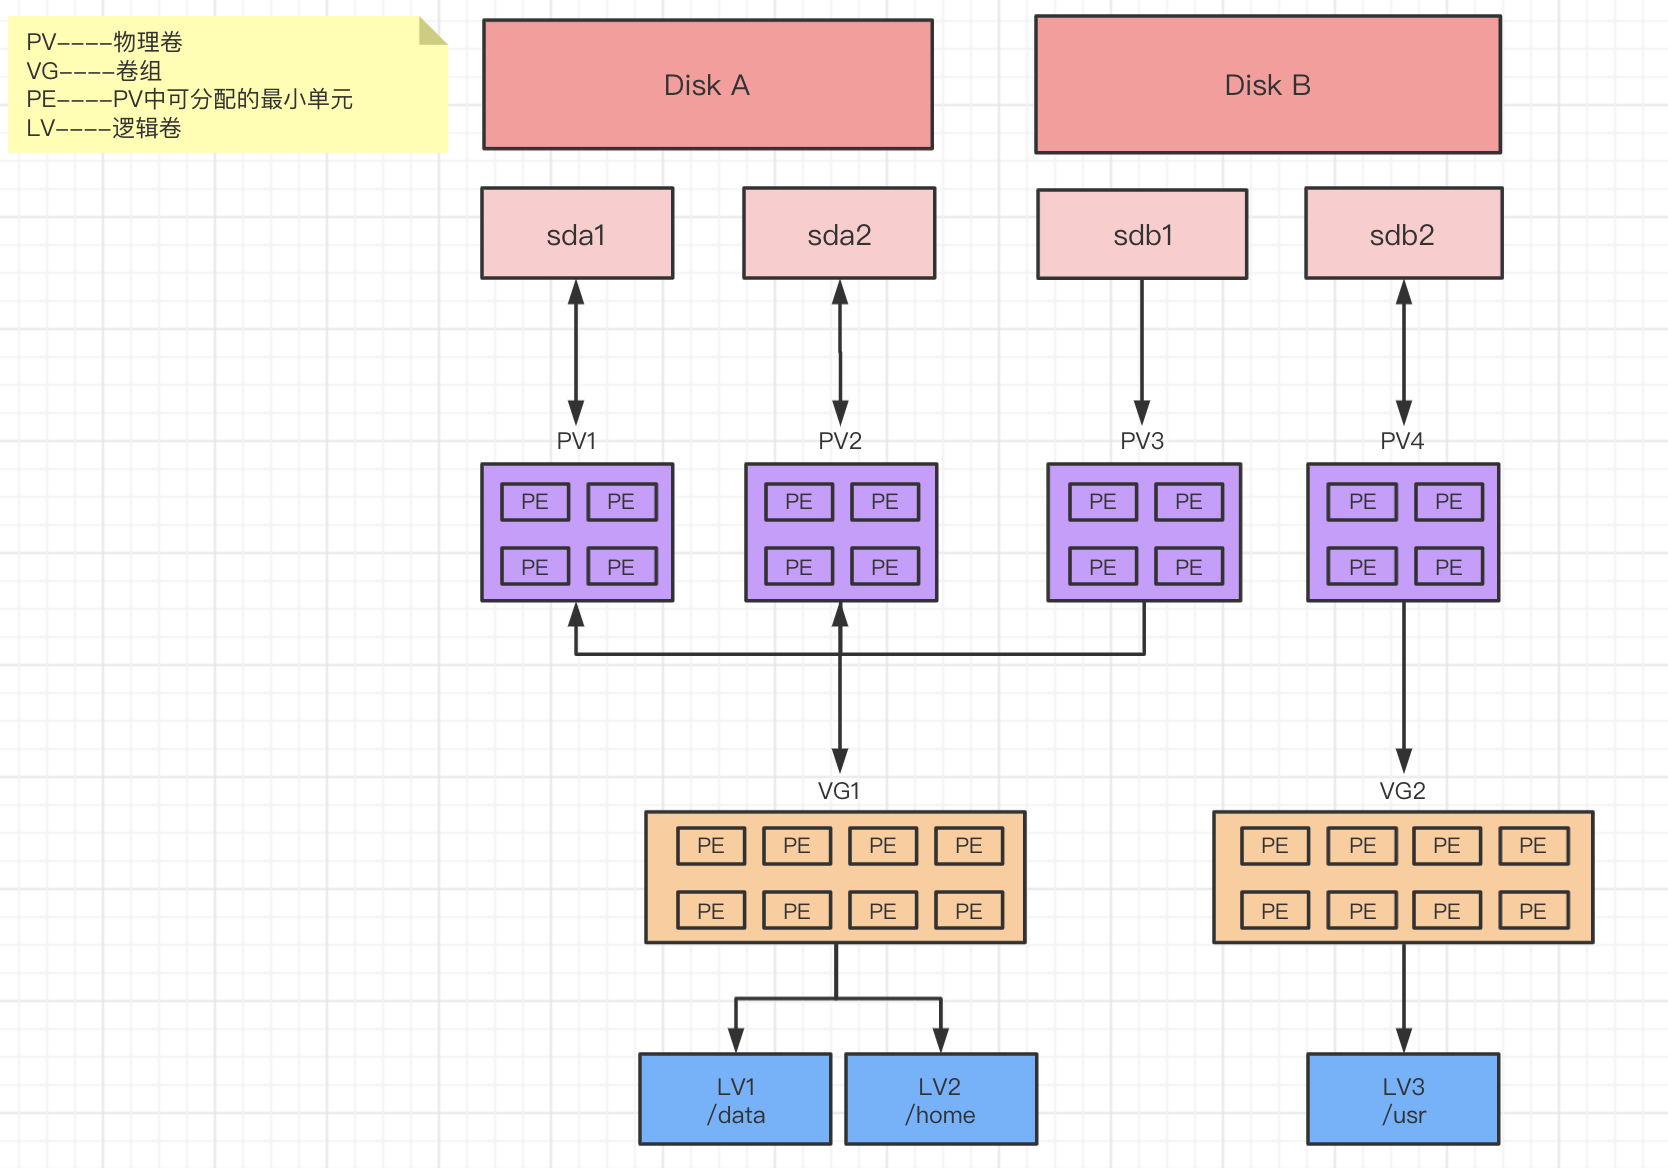 PV----物理卷
VG----卷组
PE----PV中可分配的最小单元
LV----逻辑卷
Disk A
Disk B
sda1
sda2
sdb1
sdb2
PV1
PV2
PV3
PV4
PE PE PE PE PE PE PE PE
PE PE PE PE PE PE PE PE
VG1
VG2
PE PE PE PE PE PE PE PE
PE PE PE PE PE PE PE PE
LV1
/data
LV2
/home
LV3
/usr